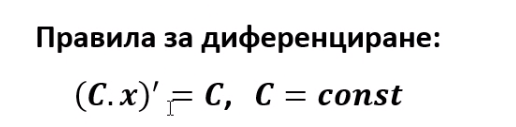 Правила за диференциране:
(C.x)' = C, C = const